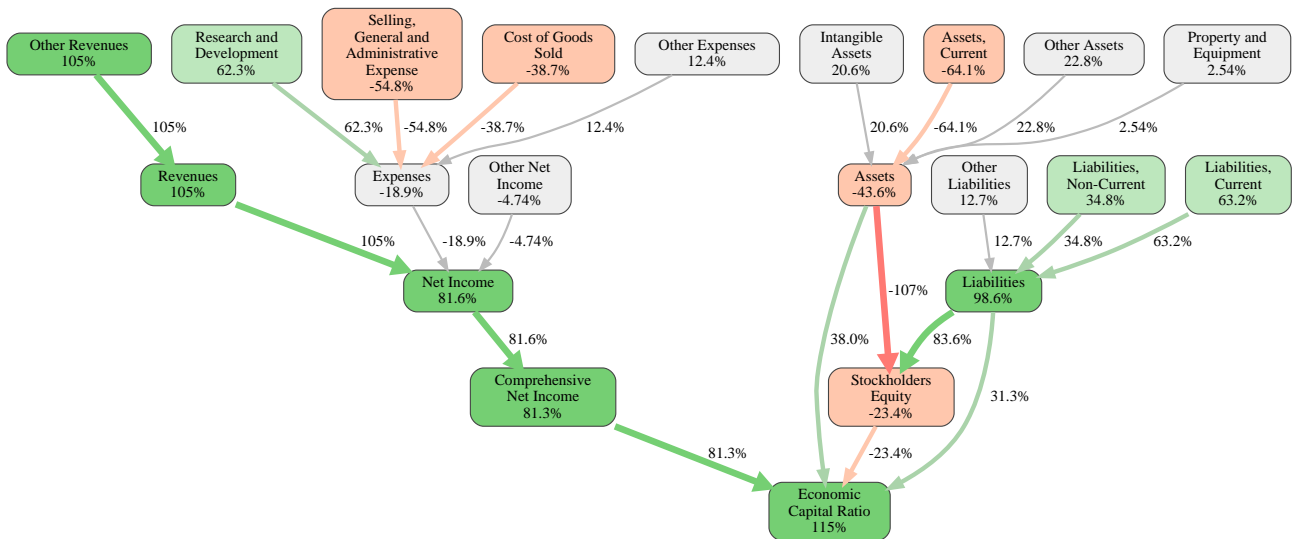 Other Revenues
105%
Research and
Development
62.3%
Selling,
General and
Administrative
Expense
-54.8%
Cost of Goods
Sold
-38.7%
Other Expenses
12.4%
Intangible
Assets
20.6%
Assets,
Current
-64.1%
Other Assets
22.8%
Property and
Equipment
2.54%
105%
62.3%
-54.8%
-38.7%
12.4%
20.6%
-64.1%
22.8%
2.54%
Revenues
105%
Expenses
-18.9%
Other Net
Income
-4.74%
Assets
-43.6%
Other
Liabilities
12.7%
Liabilities,
Non-Current
34.8%
Liabilities,
Current
63.2%
105%
-18.9%
-4.74%
12.7%
34.8%
63.2%
Net Income
81.6%
-107%
Liabilities
98.6%
81.6%
38.0%
83.6%
Comprehensive
Net Income
81.3%
Stockholders
Equity
-23.4%
31.3%
81.3%
-23.4%
Economic
Capital Ratio
115%